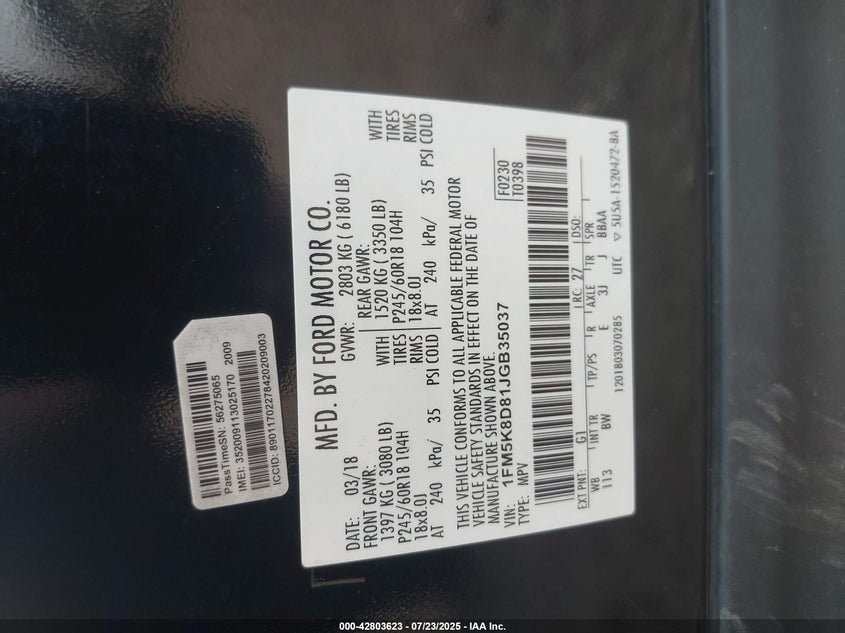 PassTimeSN: 56275065
IMEI: 352009113025170 2009
ICCID: 89011702278420209003
MFD. BY FORD MOTOR CO.
DATE: 03/18 GVWR: 2803 KG ( 6180 LB)
FRONT GAWR: REAR GAWR:
1397 KG ( 3080 LB) WITH 1520 KG ( 3350 LB) WITH
P245/60R18 104H TIRES P245/60R18 104H TIRES
18x8.0J RIMS 18x8.0J RIMS
AT 240 kPa/ 35 PSI COLD AT 240 kPa/ 35 PSI COLD
THIS VEHICLE CONFORMS TO ALL APPLICABLE FEDERAL MOTOR
VEHICLE SAFETY STANDARDS IN EFFECT ON THE DATE OF
MANUFACTURE SHOWN ABOVE.
VIN: 1FM5K8D81JGB35037
TYPE: MPV
F0230
T0398
EXT PNT: G1 RC: 27 DSO:
WB INT TR TP/PS R AXLE TR SPR
113 BW E 3J J BBAA
1201803070285 UTC ▽ SU5A-1520472-BA
000-42803623 / 07/23/2025 - IAA Inc.